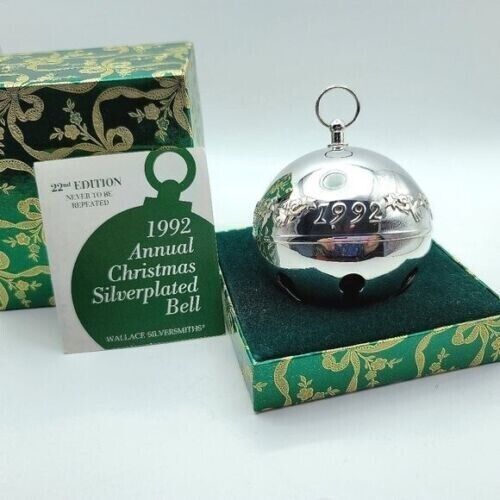 22nd EDITION
NEVER TO BE
REPEATED
1992
Annual
Christmas
Silverplated
Bell
WALLACE SILVERSMITHS®
1992